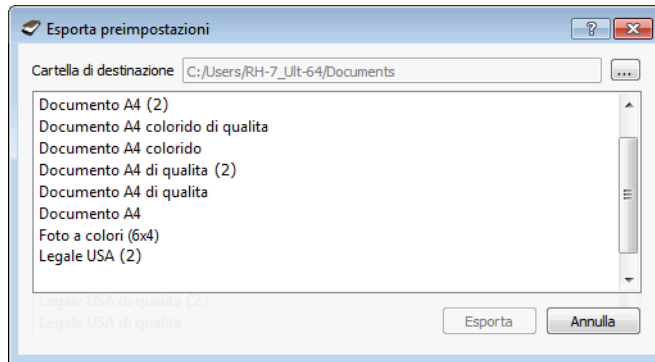 Esporta preimpostazioni
Cartella di destinazione C:/Users/RH-7_Ult-64/Documents ...
Documento A4 (2)
Documento A4 colorido di qualita
Documento A4 colorido
Documento A4 di qualita (2)
Documento A4 di qualita
Documento A4
Foto a colori (6x4)
Legale USA (2)
Legale USA di qualita (2)
Legale USA di qualita
Esporta Annulla